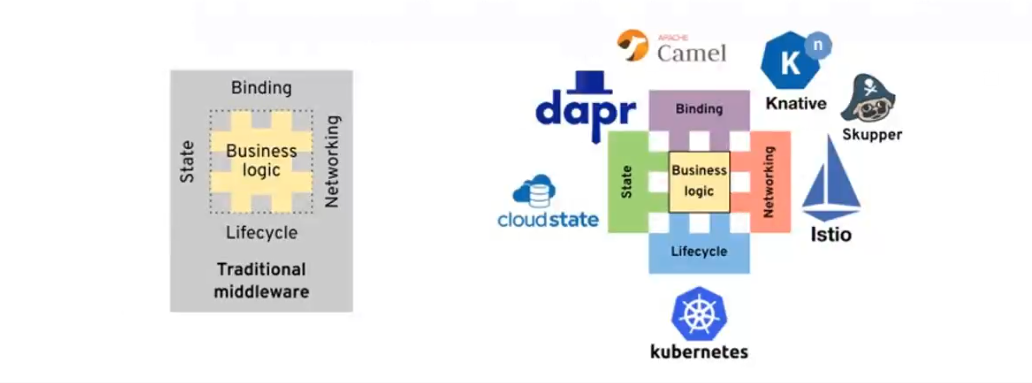 Binding
State
Business
logic
Networking
Lifecycle
Traditional
middleware
APACHE
Camel
K
n
Knative
dapr
Skupper
Binding
State
Business
logic
Networking
cloudstate
Istio
Lifecycle
kubernetes